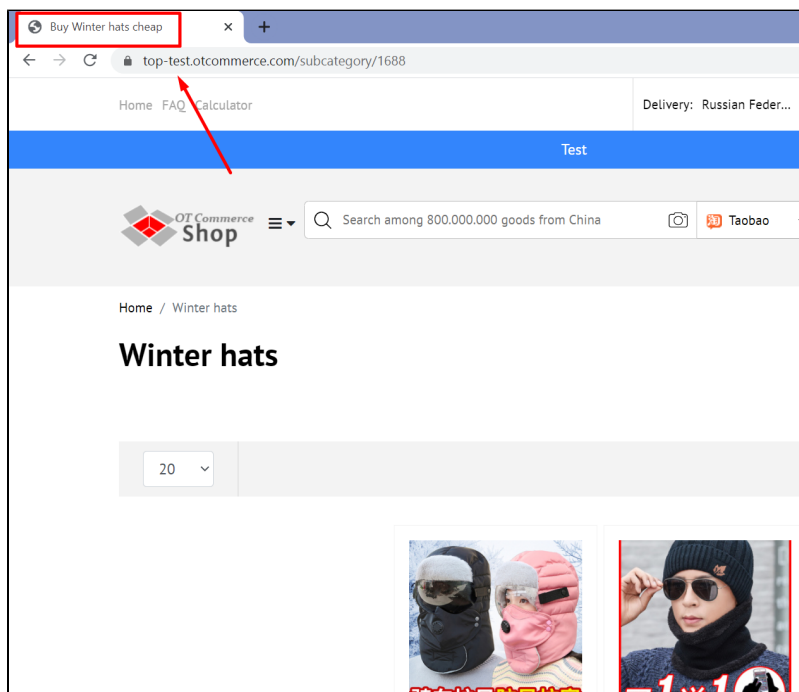 Buy Winter hats cheap
top-test.otcommerce.com/subcategory/1688
Home FAQ Calculator
Delivery: Russian Feder...
Test
OT Commerce
Shop
Search among 800.000.000 goods from China
Taobao
Home / Winter hats
Winter hats
20